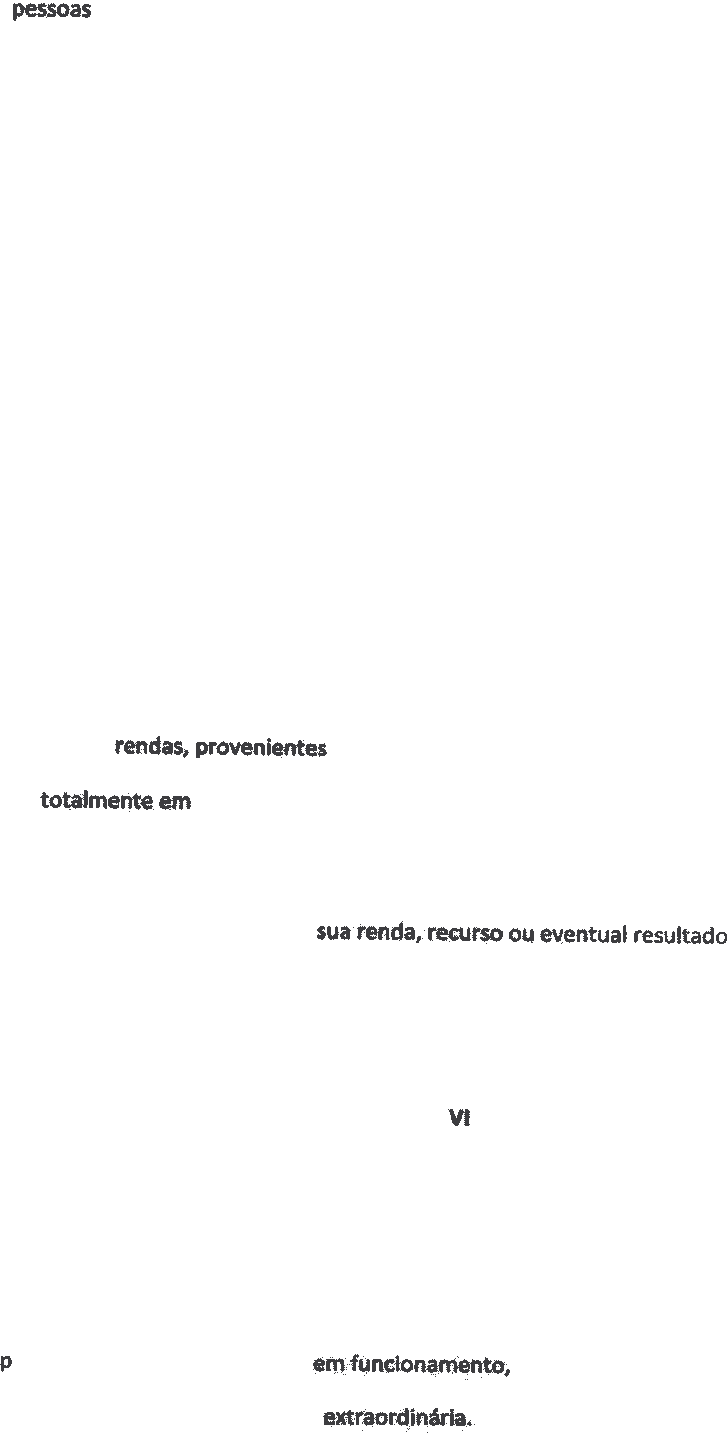 pessoas
rendas, provenientes
totalmente em
sua renda, recurso ou eventual resultado
VI
p em funcionamento,
extraordinária.